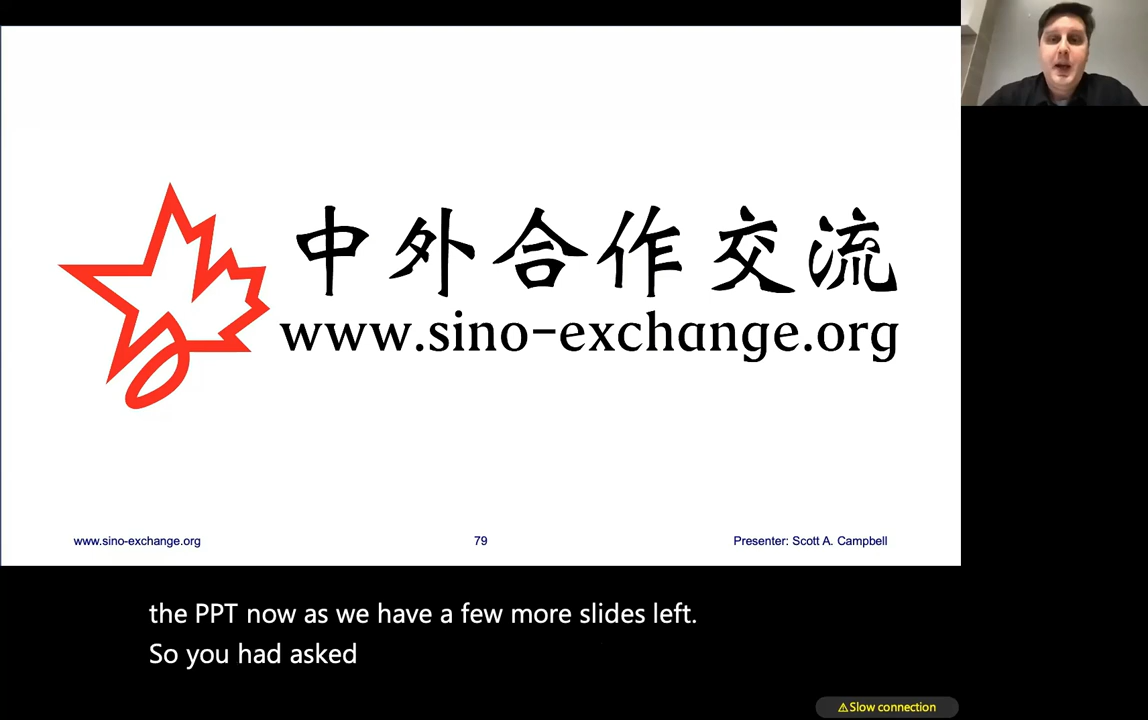 中外合作交流
www.sino-exchange.org
www.sino-exchange.org
79
Presenter: Scott A. Campbell
the PPT now as we have a few more slides left.
So you had asked
⚠Slow connection